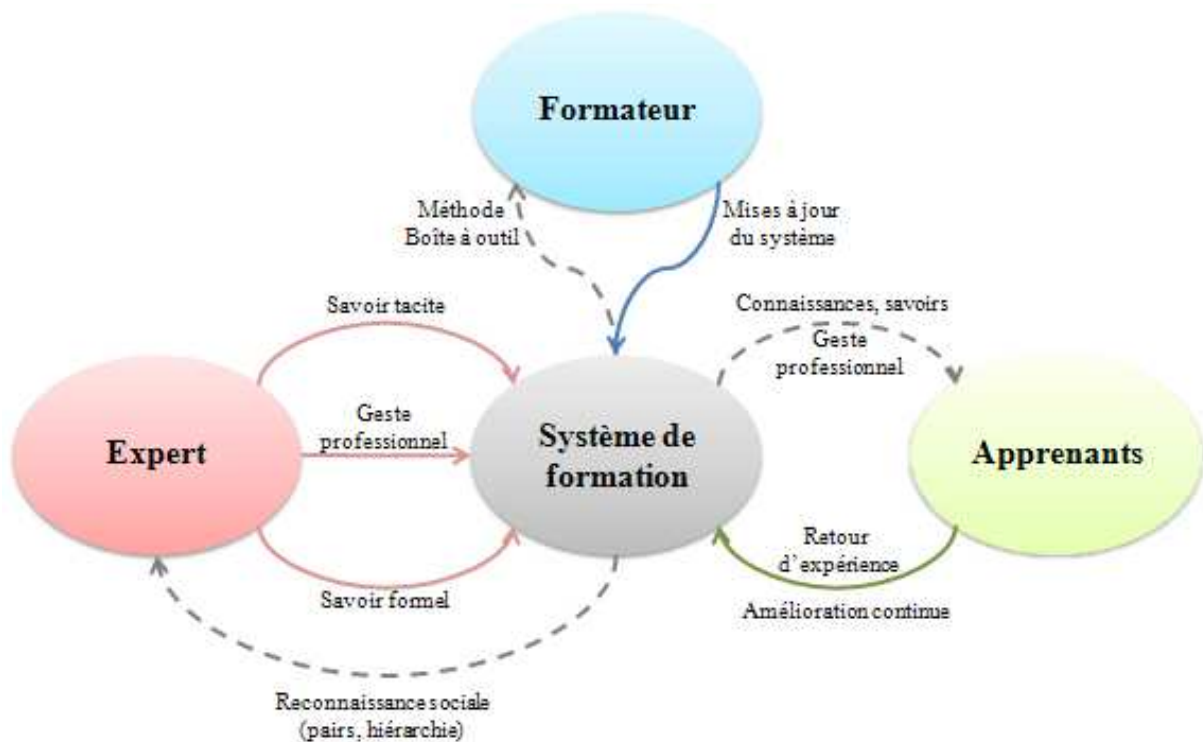 Formateur
Méthode
Boîte à outil
Mises à jour
du système
Savoir tacite
Connaissances, savoirs
Geste
professionnel
Geste
professionnel
Expert
Système de
formation
Apprenants
Retour
d'expérience
Savoir formel
Amélioration continue
Reconnaissance sociale
(pairs, hiérarchie)